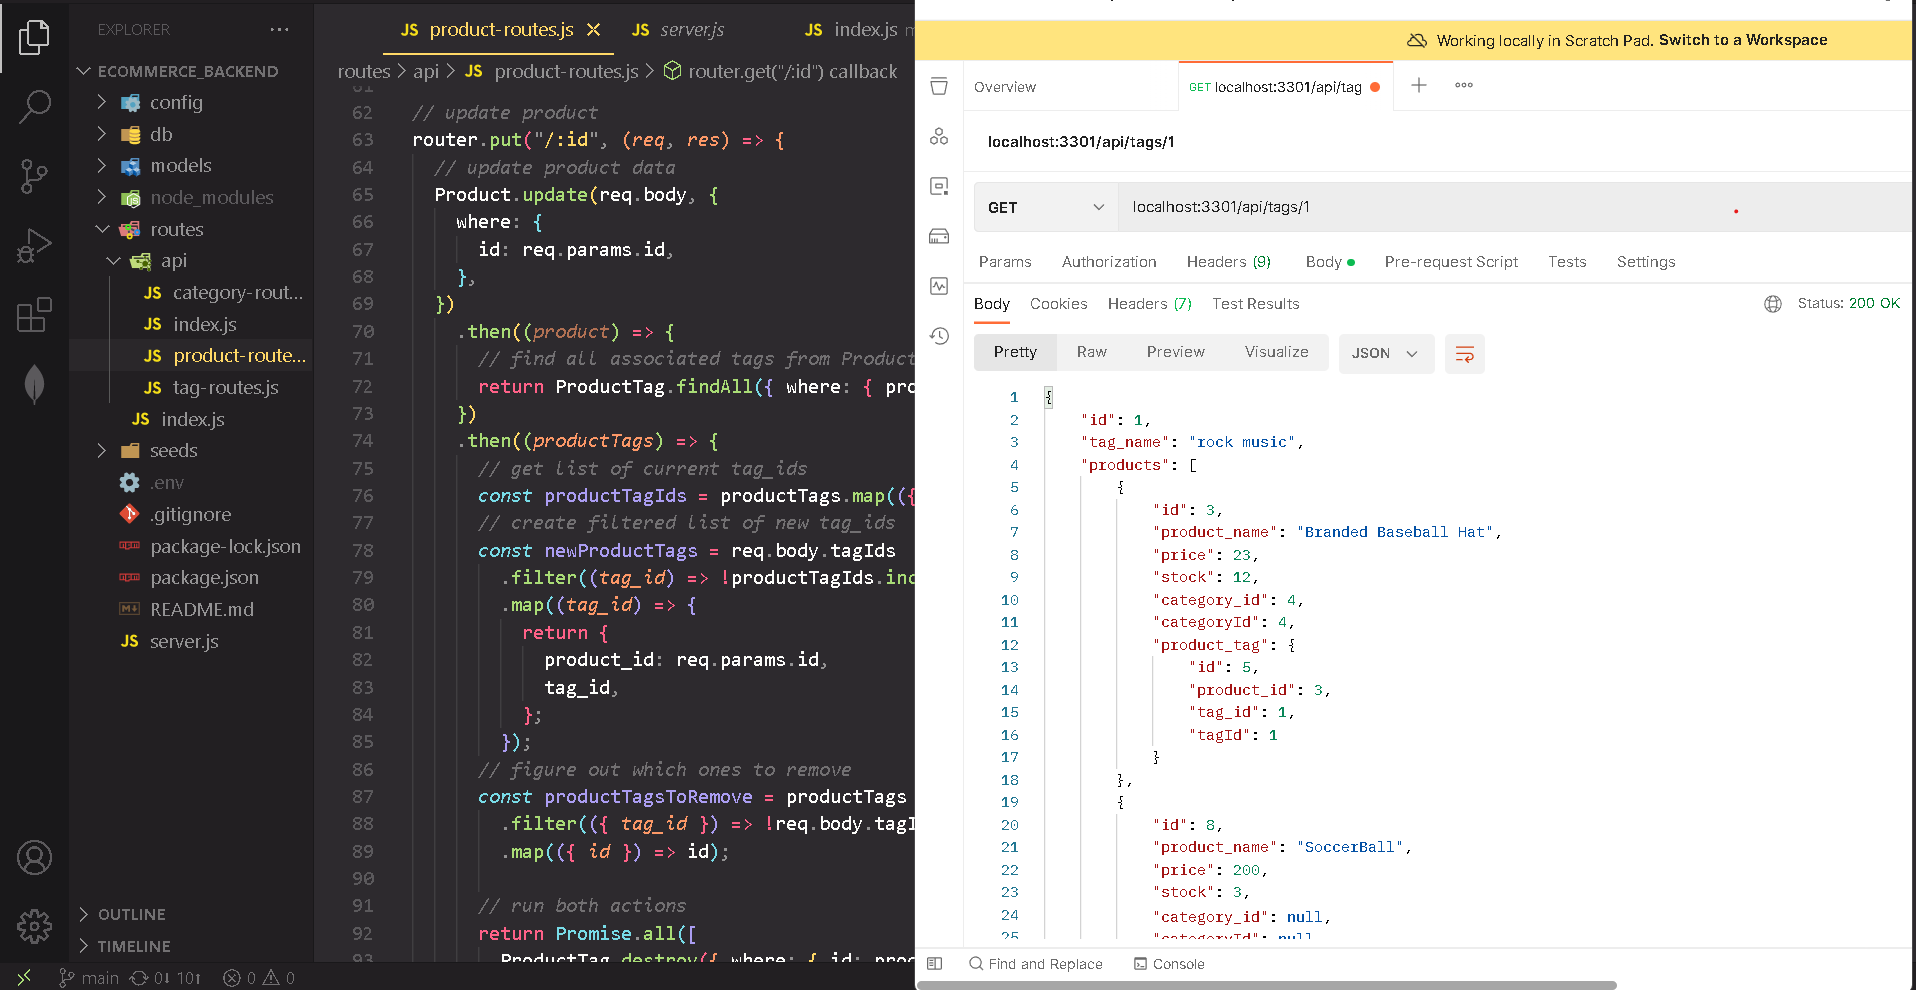 EXPLORER
ECOMMERCE_BACKEND
config
db
models
node_modules
routes
api
JS category-rout...
JS index.js
JS product-route...
JS tag-routes.js
JS index.js
seeds
.env
.gitignore
package-lock.json
package.json
README.md
JS server.js
OUTLINE
TIMELINE
main 0↓ 10↑ 0 0
JS product-routes.js
JS server.js
JS index.js
routes > api > JS product-routes.js > router.get("/:id") callback
61
62 // update product
63 router.put("/:id", (req, res) => {
64 // update product data
65 Product.update(req.body, {
66 where: {
67 id: req.params.id,
68 },
69 })
70 .then((product) => {
71 // find all associated tags from Product
72 return ProductTag.findAll({ where: { pro
73 })
74 .then((productTags) => {
75 // get list of current tag_ids
76 const productTagIds = productTags.map(({
77 // create filtered list of new tag_ids
78 const newProductTags = req.body.tagIds
79 .filter((tag_id) => !productTagIds.inc
80 .map((tag_id) => {
81 return {
82 product_id: req.params.id,
83 tag_id,
84 };
85 });
86 // figure out which ones to remove
87 const productTagsToRemove = productTags
88 .filter(({ tag_id }) => !req.body.tagI
89 .map(({ id }) => id);
90
91 // run both actions
92 return Promise.all([
93 ProductTag.destroy({ where: { id: proc
Working locally in Scratch Pad. Switch to a Workspace
Overview
GET localhost:3301/api/tag
localhost:3301/api/tags/1
GET localhost:3301/api/tags/1
Params Authorization Headers (9) Body Pre-request Script Tests Settings
Body Cookies Headers (7) Test Results Status: 200 OK
Pretty Raw Preview Visualize JSON
1 {
2 "id": 1,
3 "tag_name": "rock music",
4 "products": [
5 {
6 "id": 3,
7 "product_name": "Branded Baseball Hat",
8 "price": 23,
9 "stock": 12,
10 "category_id": 4,
11 "categoryId": 4,
12 "product_tag": {
13 "id": 5,
14 "product_id": 3,
15 "tag_id": 1,
16 "tagId": 1
17 }
18 },
19 {
20 "id": 8,
21 "product_name": "SoccerBall",
22 "price": 200,
23 "stock": 3,
24 "category_id": null,
25 "categoryId": null
Find and Replace Console